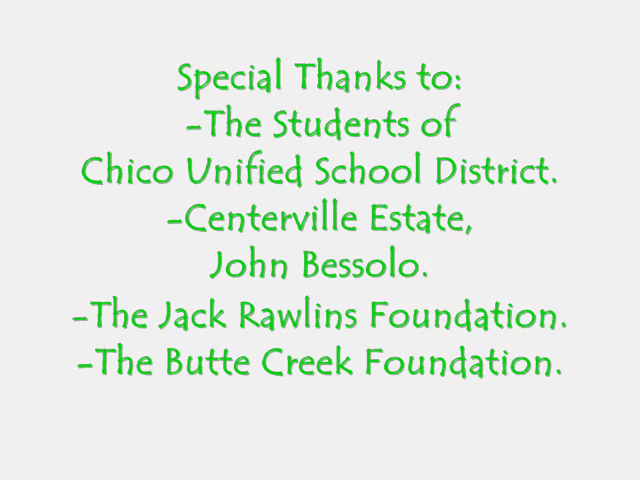 Special Thanks to:
-The Students of
Chico Unified School District.
-Centerville Estate,
John Bessolo.
-The Jack Rawlins Foundation.
-The Butte Creek Foundation.